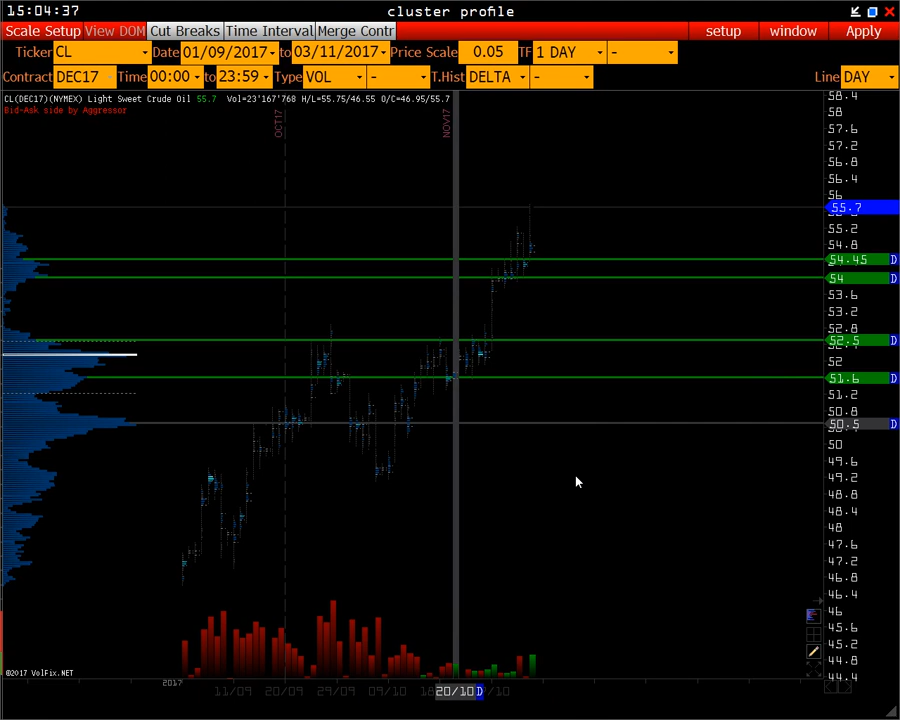 15:04:37
cluster profile
Scale Setup View DOM Cut Breaks Time Interval Merge Contr setup window Apply
Ticker CL Date 01/09/2017 to 03/11/2017 Price Scale 0.05 TF 1 DAY -
Contract DEC17 Time 00:00 to 23:59 Type VOL - T.Hist DELTA - Line DAY
CL(DEC17)(NYMEX) Light Sweet Crude Oil 55.7 Vol=23'167'768 H/L=55.75/46.55 O/C=46.95/55.7
Bid-Ask side by Aggressor
OCT17
NOV17
58.4
58
57.6
57.2
56.8
56.4
56
55.7
55.2
54.8
54.45 D
54 D
53.6
53.2
52.8
52.5 D
52
51.6 D
51.2
50.8
50.5 D
50
49.6
49.2
48.8
48.4
48
47.6
47.2
46.8
46.4
46
45.6
45.2
44.8
44.4
©2017 VolFix.NET
2017
11/09 20/09 29/09 09/10 18 20/10 D /10